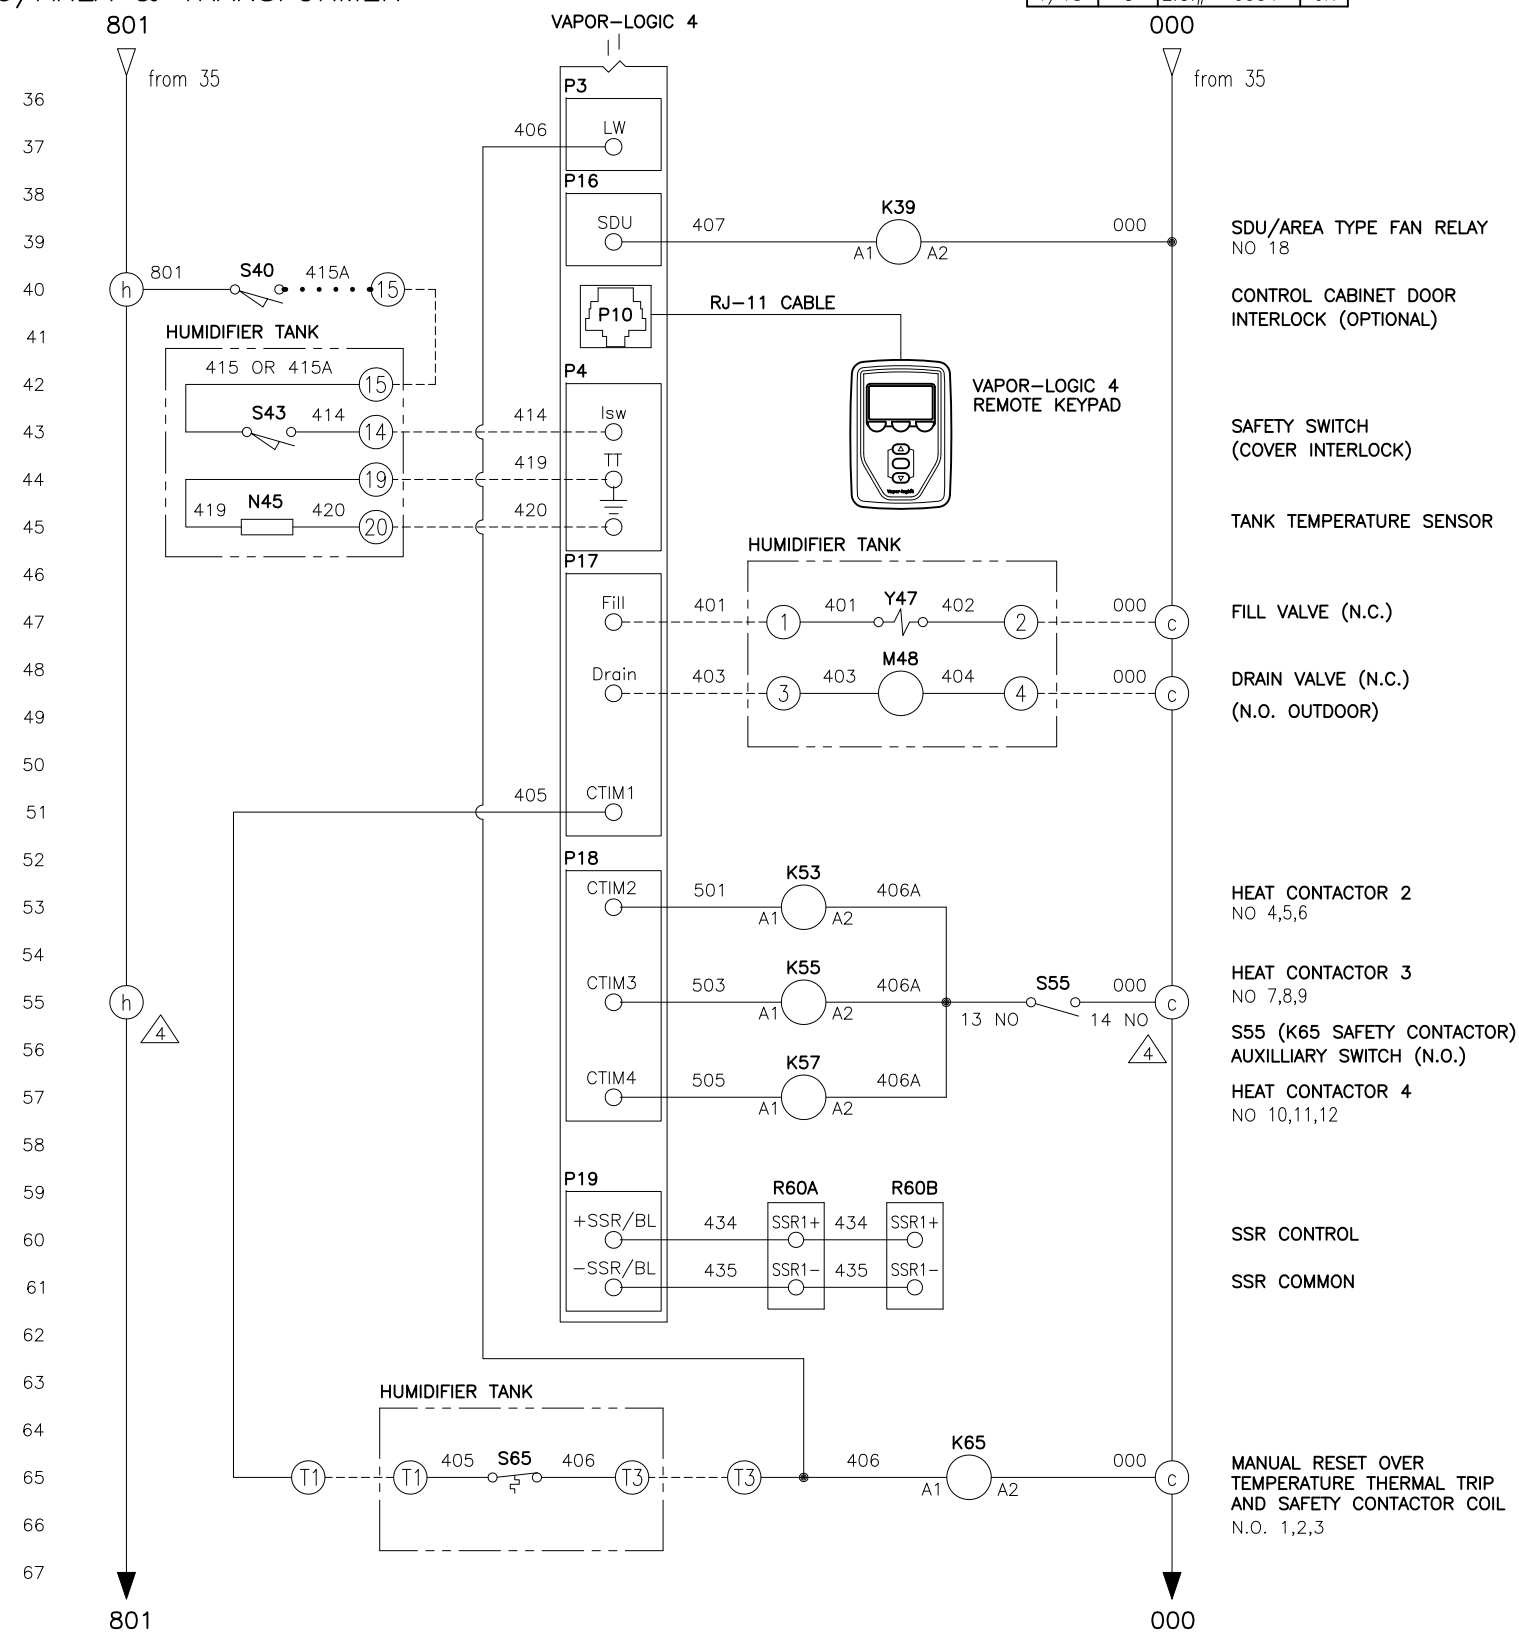 801
VAPOR–LOGIC 4
000
from 35
from 35
36
P3
LW
406
37
38
P16
SDU
407
K39
A1
A2
000
39
SDU/AREA TYPE FAN RELAY
NO 18
40
h
801
S40
415A
15
P10
RJ–11 CABLE
CONTROL CABINET DOOR
INTERLOCK (OPTIONAL)
41
HUMIDIFIER TANK
42
415 OR 415A
15
P4
VAPOR–LOGIC 4
REMOTE KEYPAD
Vapor-logic4
43
S43
414
14
414
Isw
SAFETY SWITCH
(COVER INTERLOCK)
44
19
419
TT
45
419
N45
420
20
420
TANK TEMPERATURE SENSOR
46
P17
HUMIDIFIER TANK
47
Fill
401
1
401
Y47
402
2
000
c
FILL VALVE (N.C.)
48
Drain
403
3
403
M48
404
4
000
c
DRAIN VALVE (N.C.)
49
(N.O. OUTDOOR)
50
51
405
CTIM1
52
P18
53
CTIM2
501
K53
A1
A2
406A
HEAT CONTACTOR 2
NO 4,5,6
54
55
h
4
CTIM3
503
K55
A1
A2
406A
S55
13 NO
14 NO
000
c
4
HEAT CONTACTOR 3
NO 7,8,9
56
S55 (K65 SAFETY CONTACTOR)
AUXILLIARY SWITCH (N.O.)
57
CTIM4
505
K57
A1
A2
406A
HEAT CONTACTOR 4
NO 10,11,12
58
59
P19
R60A
R60B
60
+SSR/BL
434
SSR1+
434
SSR1+
SSR CONTROL
61
–SSR/BL
435
SSR1–
435
SSR1–
SSR COMMON
62
63
HUMIDIFIER TANK
64
65
T1
T1
405
S65
406
T3
T3
406
K65
A1
A2
000
c
MANUAL RESET OVER
TEMPERATURE THERMAL TRIP
AND SAFETY CONTACTOR COIL
66
N.O. 1,2,3
67
801
000